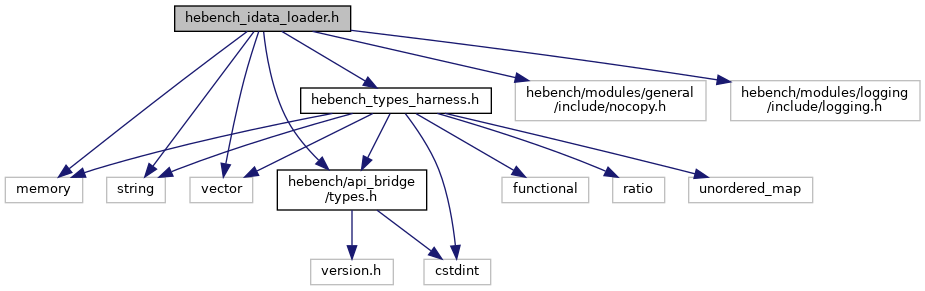 hebench_idata_loader.h
hebench_types_harness.h
hebench/modules/general
/include/nocopy.h
hebench/modules/logging
/include/logging.h
memory
string
vector
hebench/api_bridge
/types.h
functional
ratio
unordered_map
version.h
cstdint